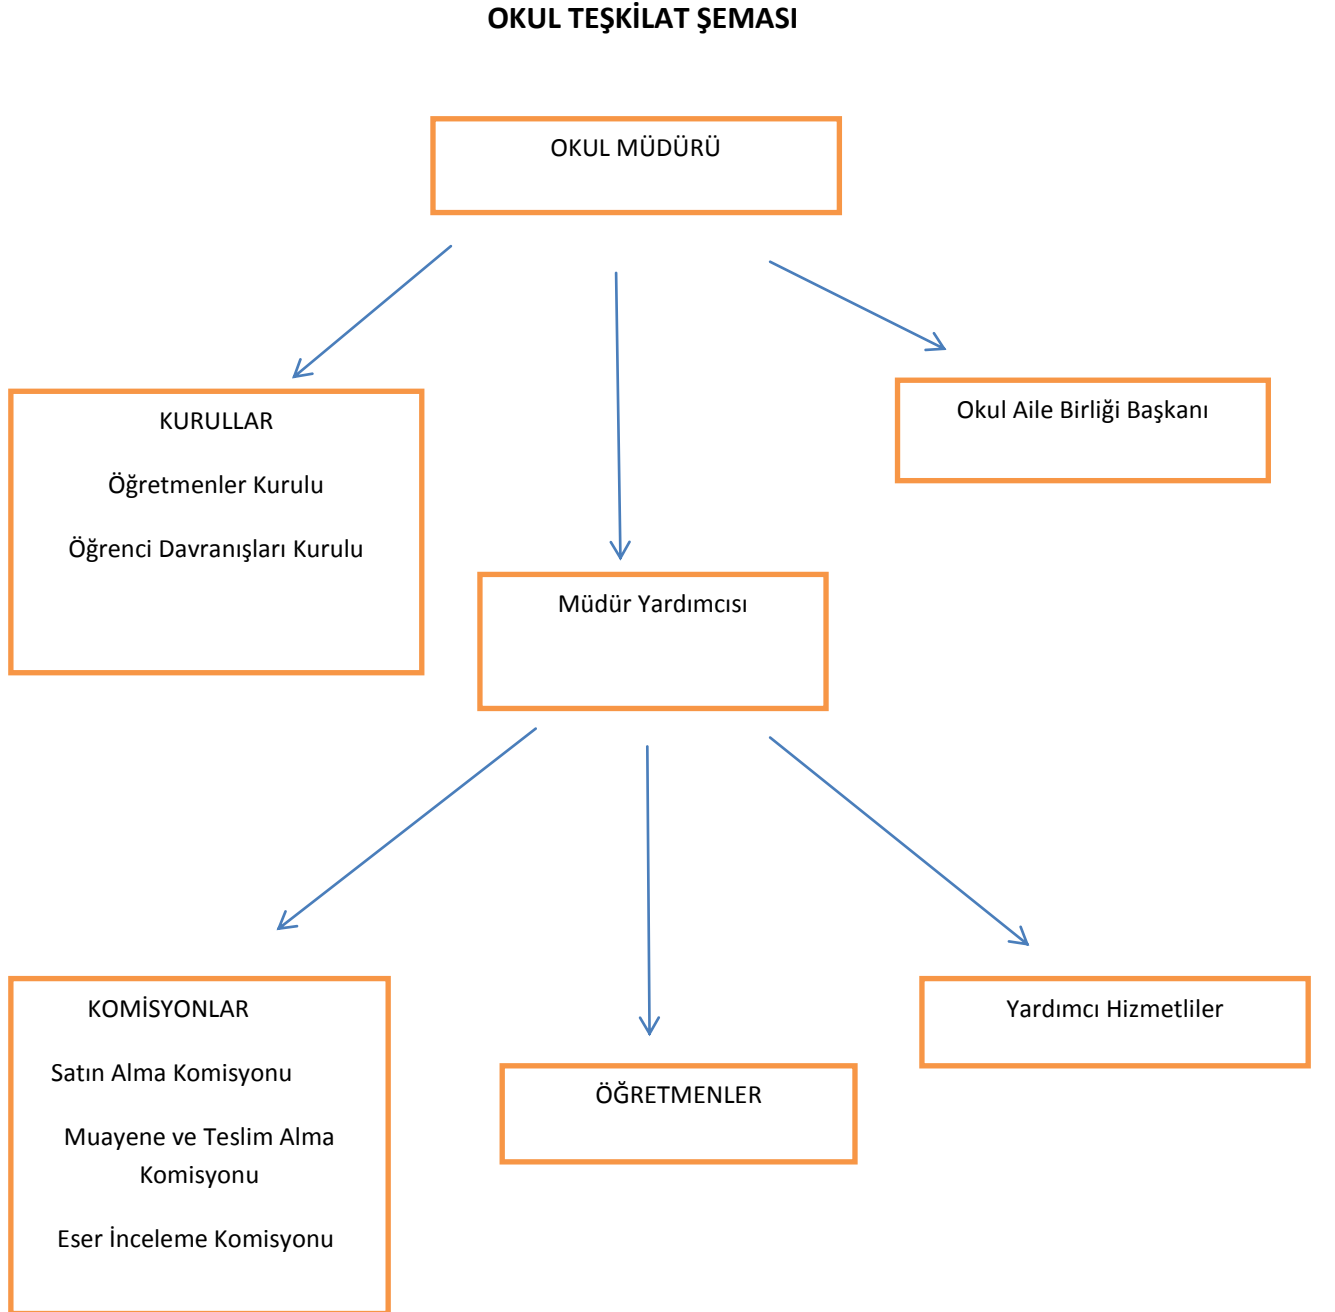 OKUL TEŞKİLAT ŞEMASI
OKUL MÜDÜRÜ
KURULLAR
Öğretmenler Kurulu
Öğrenci Davranışları Kurulu
Okul Aile Birliği Başkanı
Müdür Yardımcısı
KOMİSYONLAR
Satın Alma Komisyonu
Muayene ve Teslim Alma
Komisyonu
Eser İnceleme Komisyonu
ÖĞRETMENLER
Yardımcı Hizmetliler